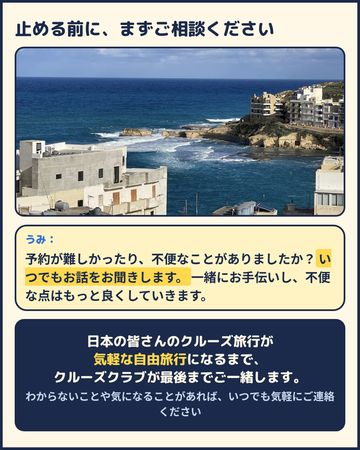 止める前に、まずご相談ください
うみ：
予約が難しかったり、不便なことがありましたか？ い
つでもお話をお聞きします。 一緒にお手伝いし、不便
な点はもっと良くしていきます。
日本の皆さんのクルーズ旅行が
気軽な自由旅行になるまで、
クルーズクラブが最後までご一緒します。
わからないことや気になることがあれば、いつでも気軽にご連絡
ください